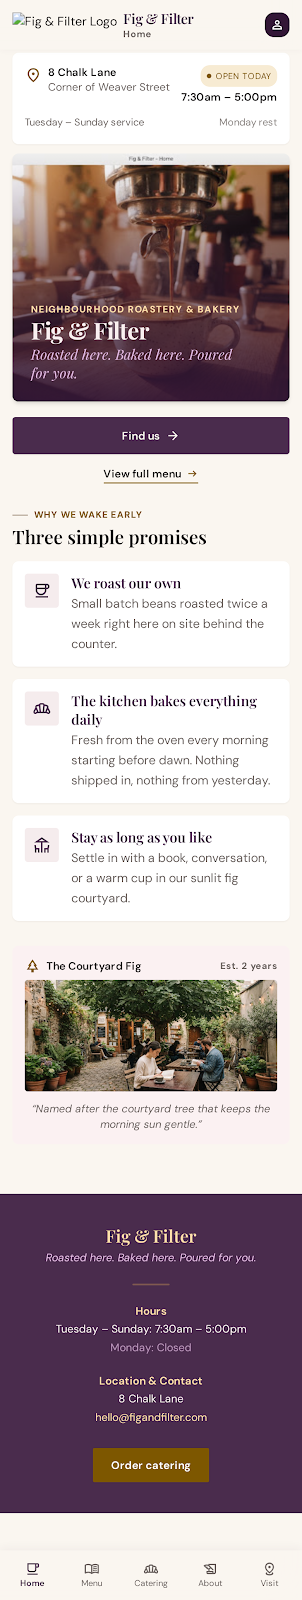 Fig & Filter Logo
Fig & Filter
Home
8 Chalk Lane
Corner of Weaver Street
OPEN TODAY
7:30am – 5:00pm
Tuesday – Sunday service
Monday rest
Fig & Filter - Home
NEIGHBOURHOOD ROASTERY & BAKERY
Fig & Filter
Roasted here. Baked here. Poured
for you.
Find us →
View full menu →
WHY WE WAKE EARLY
Three simple promises
We roast our own
Small batch beans roasted twice a
week right here on site behind the
counter.
The kitchen bakes everything
daily
Fresh from the oven every morning
starting before dawn. Nothing
shipped in, nothing from yesterday.
Stay as long as you like
Settle in with a book, conversation,
or a warm cup in our sunlit fig
courtyard.
The Courtyard Fig
Est. 2 years
“Named after the courtyard tree that keeps the
morning sun gentle.”
Fig & Filter
Roasted here. Baked here. Poured for you.
Hours
Tuesday – Sunday: 7:30am – 5:00pm
Monday: Closed
Location & Contact
8 Chalk Lane
hello@figandfilter.com
Order catering
Home
Menu
Catering
About
Visit